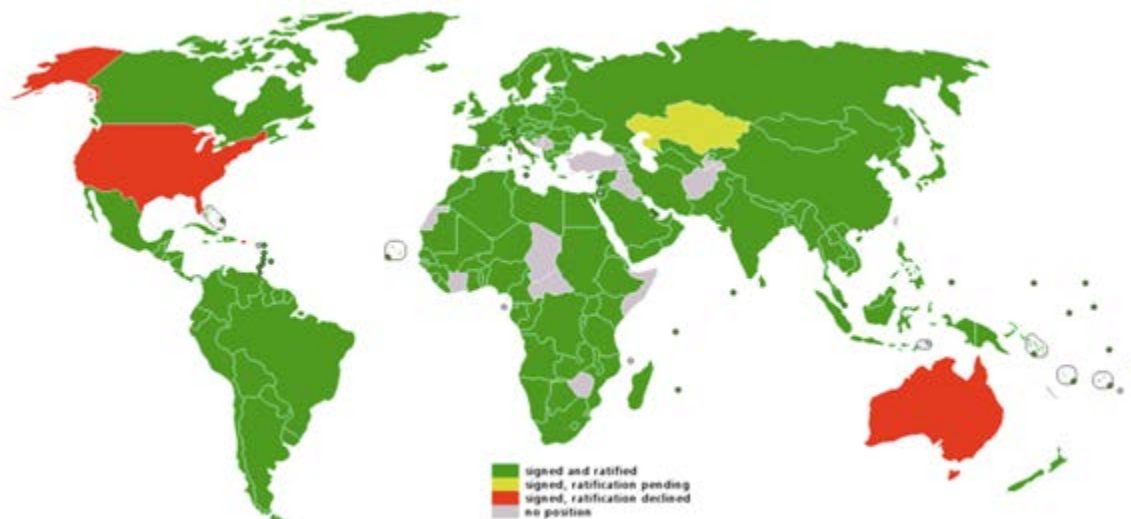 signed and ratified
signed, ratification pending
signed, ratification declined
no position